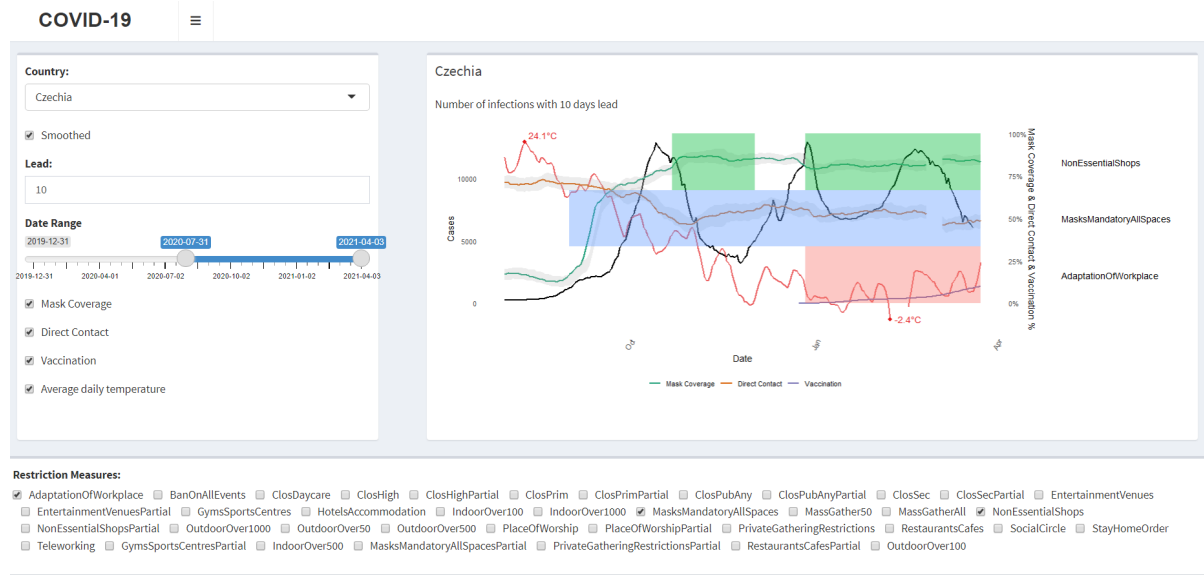 COVID-19
Country:
Czechia
Smoothed
Lead:
10
Date Range
2019-12-31 2020-07-31 2021-04-03
2019-12-31 2020-04-01 2020-07-02 2020-10-02 2021-01-02 2021-04-03
Mask Coverage
Direct Contact
Vaccination
Average daily temperature
Czechia
Number of infections with 10 days lead
24.1°C
-2.4°C
Cases
10000
5000
0
100%
75%
50%
25%
0%
Mask Coverage & Direct Contact & Vaccination %
NonEssentialShops
MasksMandatoryAllSpaces
AdaptationOfWorkplace
Oct Jan Apr
Date
Mask Coverage Direct Contact Vaccination
Restriction Measures:
AdaptationOfWorkplace BanOnAllEvents ClosDaycare ClosHigh ClosHighPartial ClosPrim ClosPrimPartial ClosPubAny ClosPubAnyPartial ClosSec ClosSecPartial EntertainmentVenues
EntertainmentVenuesPartial GymsSportsCentres HotelsAccommodation IndoorOver100 IndoorOver1000 MasksMandatoryAllSpaces MassGather50 MassGatherAll NonEssentialShops
NonEssentialShopsPartial OutdoorOver1000 OutdoorOver50 OutdoorOver500 PlaceOfWorship PlaceOfWorshipPartial PrivateGatheringRestrictions RestaurantsCafes SocialCircle StayHomeOrder
Teleworking GymsSportsCentresPartial IndoorOver500 MasksMandatoryAllSpacesPartial PrivateGatheringRestrictionsPartial RestaurantsCafesPartial OutdoorOver100